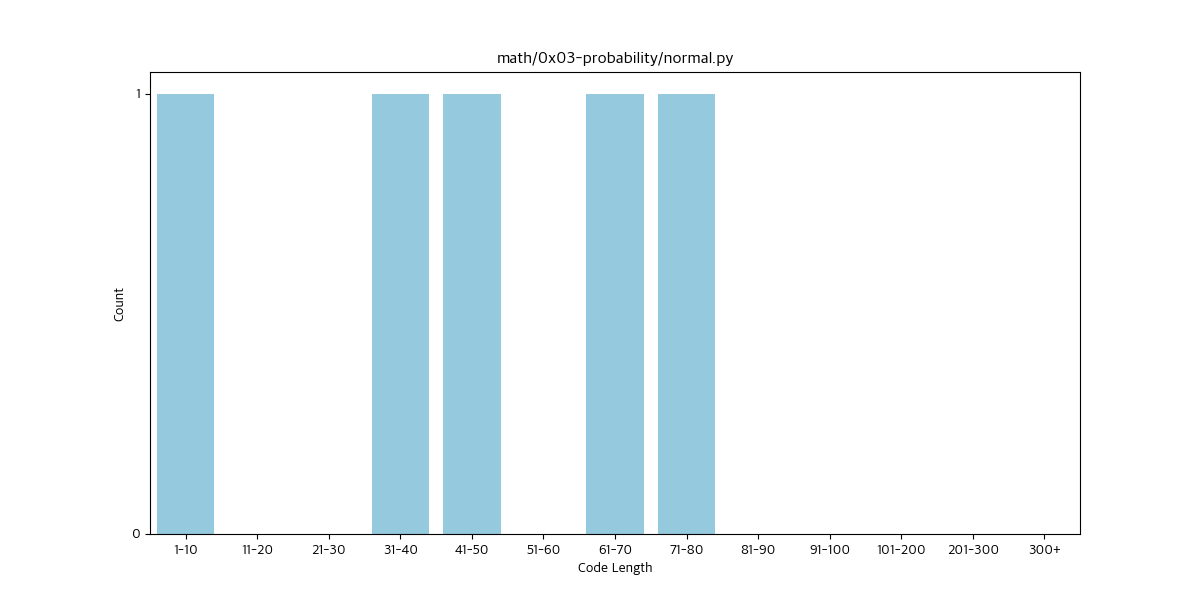 math/0x03-probability/normal.py
1
Count
0
1-10 11-20 21-30 31-40 41-50 51-60 61-70 71-80 81-90 91-100 101-200 201-300 300+
Code Length